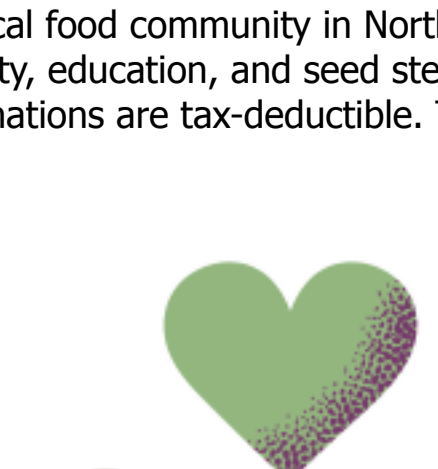 cal food community in North
ty, education, and seed ste
nations are tax-deductible. T